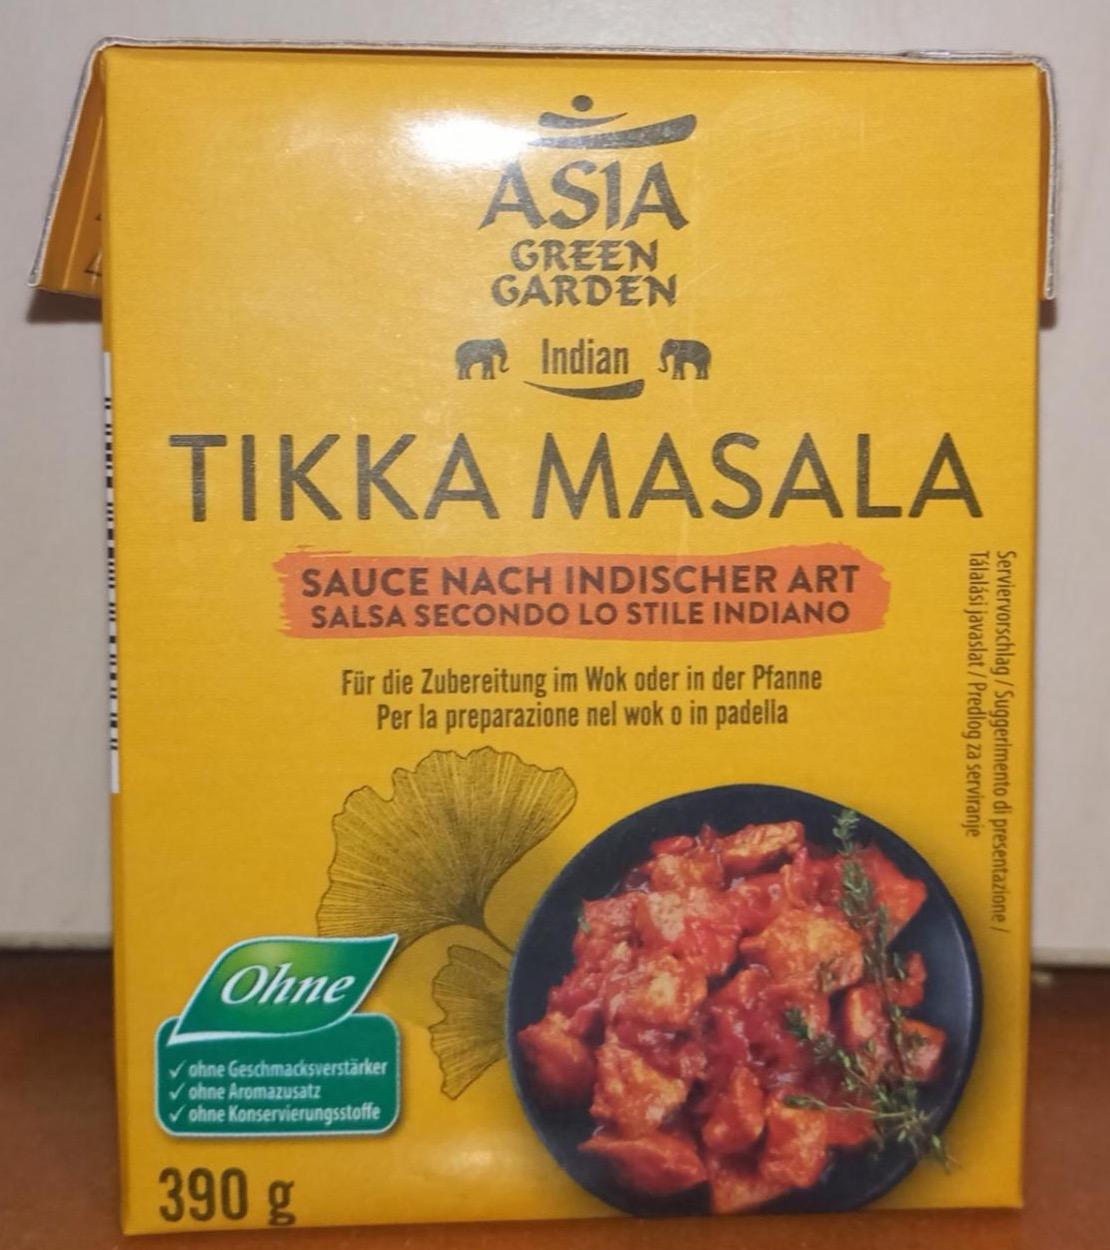 ASIA
GREEN
GARDEN
Indian
TIKKA MASALA
SAUCE NACH INDISCHER ART
SALSA SECONDO LO STILE INDIANO
Für die Zubereitung im Wok oder in der Pfanne
Per la preparazione nel wok o in padella
Serviervorschlag / Suggerimento di presentazione /
Tálalási javaslat / Predlog za serviranje
Ohne
✓ ohne Geschmacksverstärker
✓ ohne Aromazusatz
✓ ohne Konservierungsstoffe
390 g